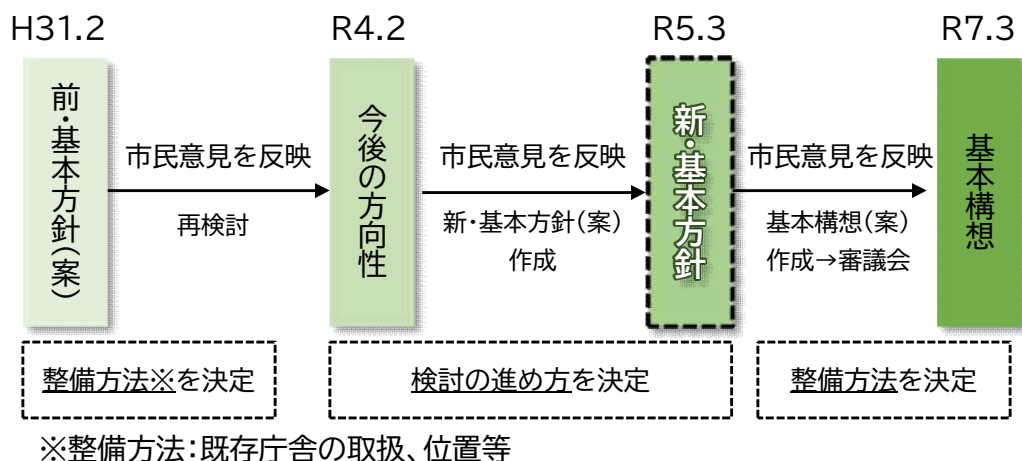 H31.2
R4.2
R5.3
R7.3
前・基本方針(案)
市民意見を反映
再検討
今後の方向性
市民意見を反映
新・基本方針(案)
作成
新・基本方針
市民意見を反映
基本構想(案)
作成→審議会
基本構想
整備方法※を決定
検討の進め方を決定
整備方法を決定
※整備方法:既存庁舎の取扱、位置等